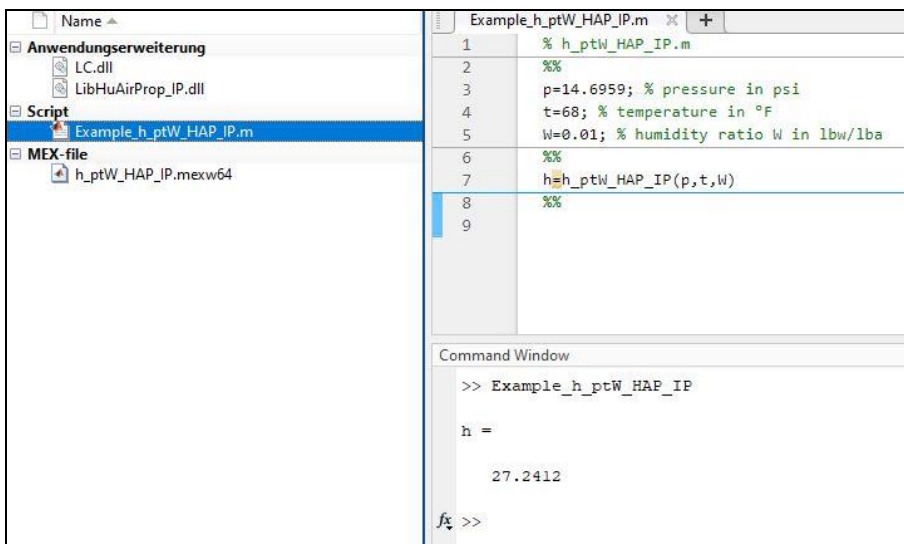 Name
Anwendungserweiterung
LC.dll
LibHuAirProp_IP.dll
Script
Example_h_ptW_HAP_IP.m
MEX-file
h_ptW_HAP_IP.mexw64
Example_h_ptW_HAP_IP.m × +
1 % h_ptW_HAP_IP.m
2 %%
3 p=14.6959; % pressure in psi
4 t=68; % temperature in °F
5 W=0.01; % humidity ratio W in lbw/lba
6 %%
7 h=h_ptW_HAP_IP(p,t,W)
8 %%
9
Command Window
>> Example_h_ptW_HAP_IP
h =
27.2412
fx >>